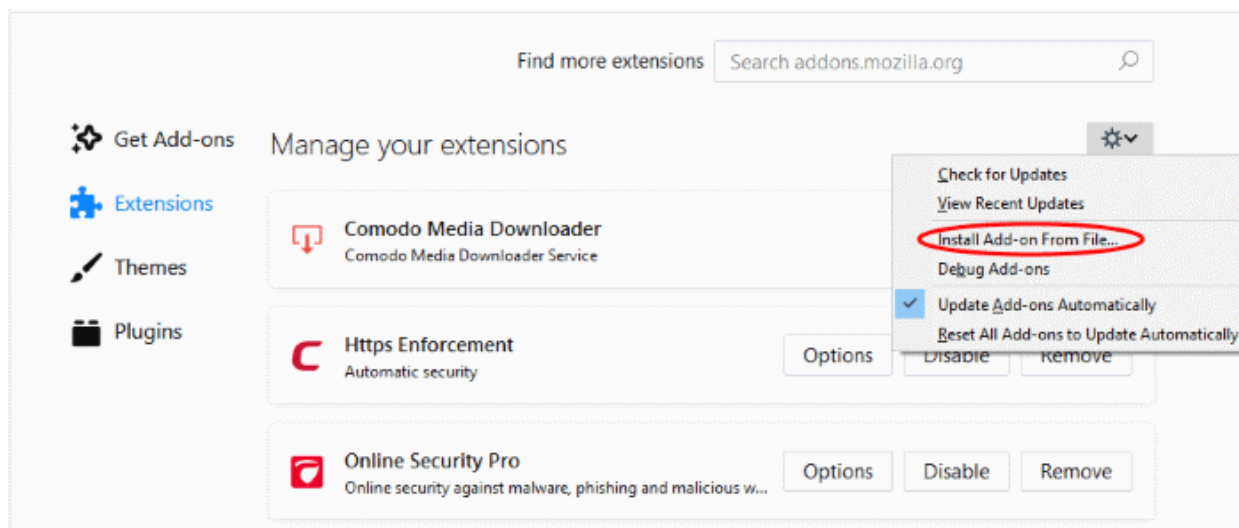 Find more extensions
Search addons.mozilla.org
Get Add-ons
Manage your extensions
Check for Updates
View Recent Updates
Install Add-on From File...
Debug Add-ons
Update Add-ons Automatically
Reset All Add-ons to Update Automatically
Extensions
Comodo Media Downloader
Comodo Media Downloader Service
Themes
Plugins
Https Enforcement
Automatic security
Options
Disable
Remove
Online Security Pro
Online security against malware, phishing and malicious w...
Options
Disable
Remove